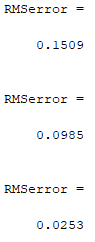 RMSerror =
0.1509
RMSerror =
0.0985
RMSerror =
0.0253